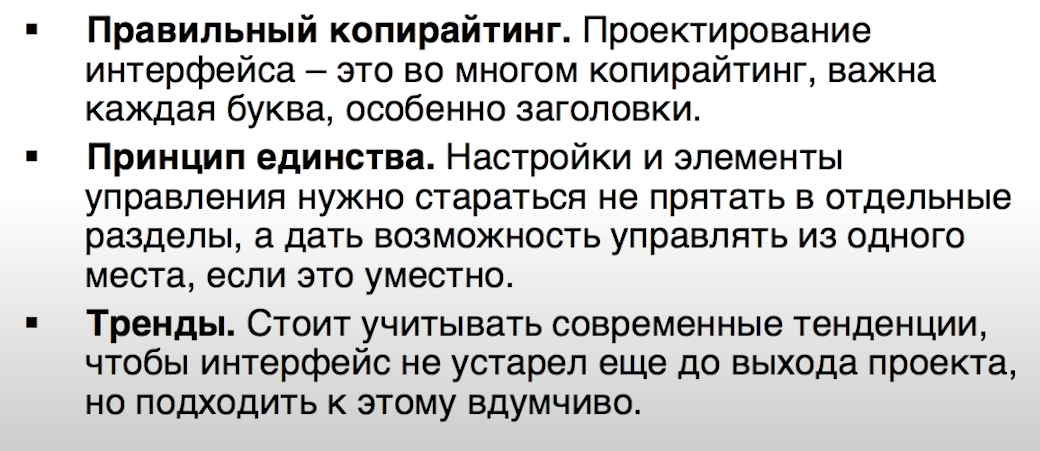 ▪ Правильный копирайтинг. Проектирование
интерфейса – это во многом копирайтинг, важна
каждая буква, особенно заголовки.
▪ Принцип единства. Настройки и элементы
управления нужно стараться не прятать в отдельные
разделы, а дать возможность управлять из одного
места, если это уместно.
▪ Тренды. Стоит учитывать современные тенденции,
чтобы интерфейс не устарел еще до выхода проекта,
но подходить к этому вдумчиво.